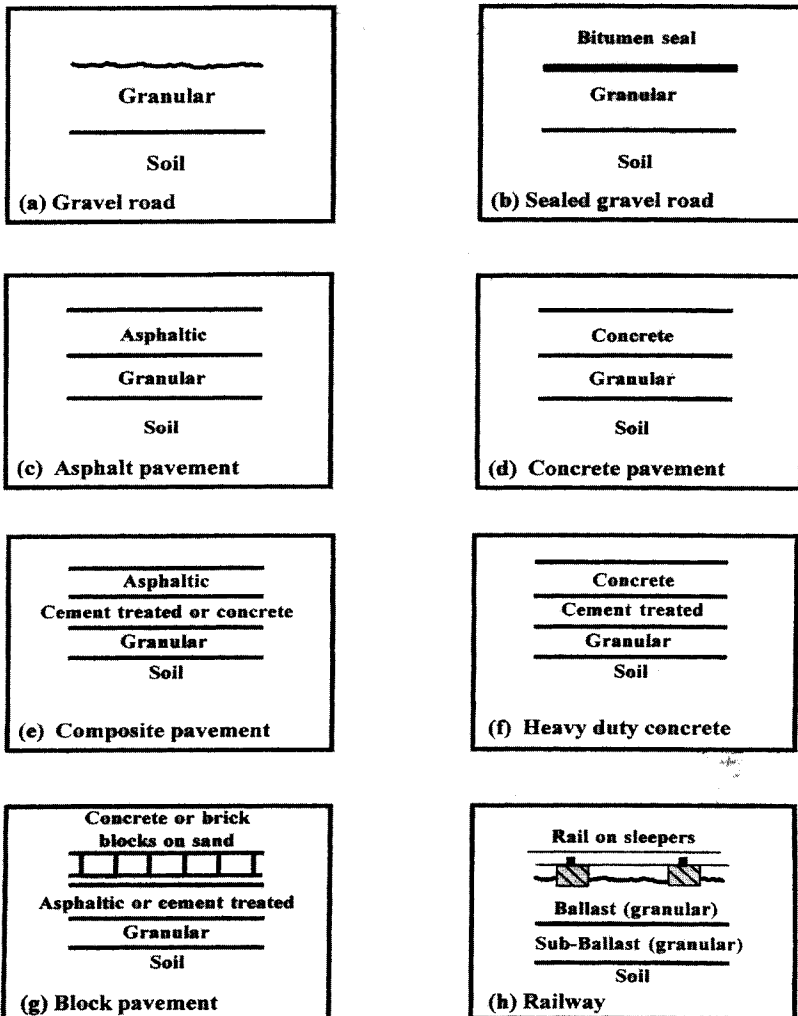 Granular
Soil
(a) Gravel road
Bitumen seal
Granular
Soil
(b) Sealed gravel road
Asphaltic
Granular
Soil
(c) Asphalt pavement
Concrete
Granular
Soil
(d) Concrete pavement
Asphaltic
Cement treated or concrete
Granular
Soil
(e) Composite pavement
Concrete
Cement treated
Granular
Soil
(f) Heavy duty concrete
Concrete or brick
blocks on sand
Asphaltic or cement treated
Granular
Soil
(g) Block pavement
Rail on sleepers
Ballast (granular)
Sub-Ballast (granular)
Soil
(h) Railway